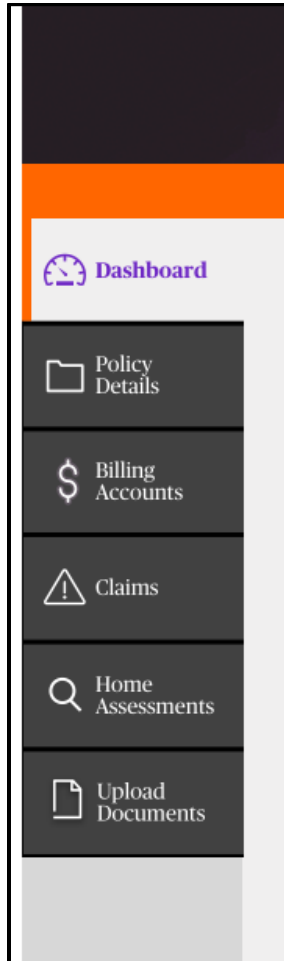 Dashboard
Policy
Details
Billing
Accounts
Claims
Home
Assessments
Upload
Documents